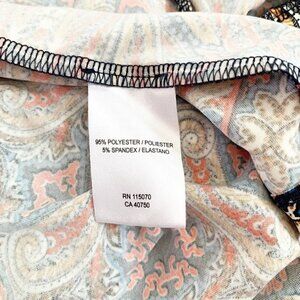 95% POLYESTER / POLIESTER
5% SPANDEX / ELASTANO
RN 115070
CA 40750